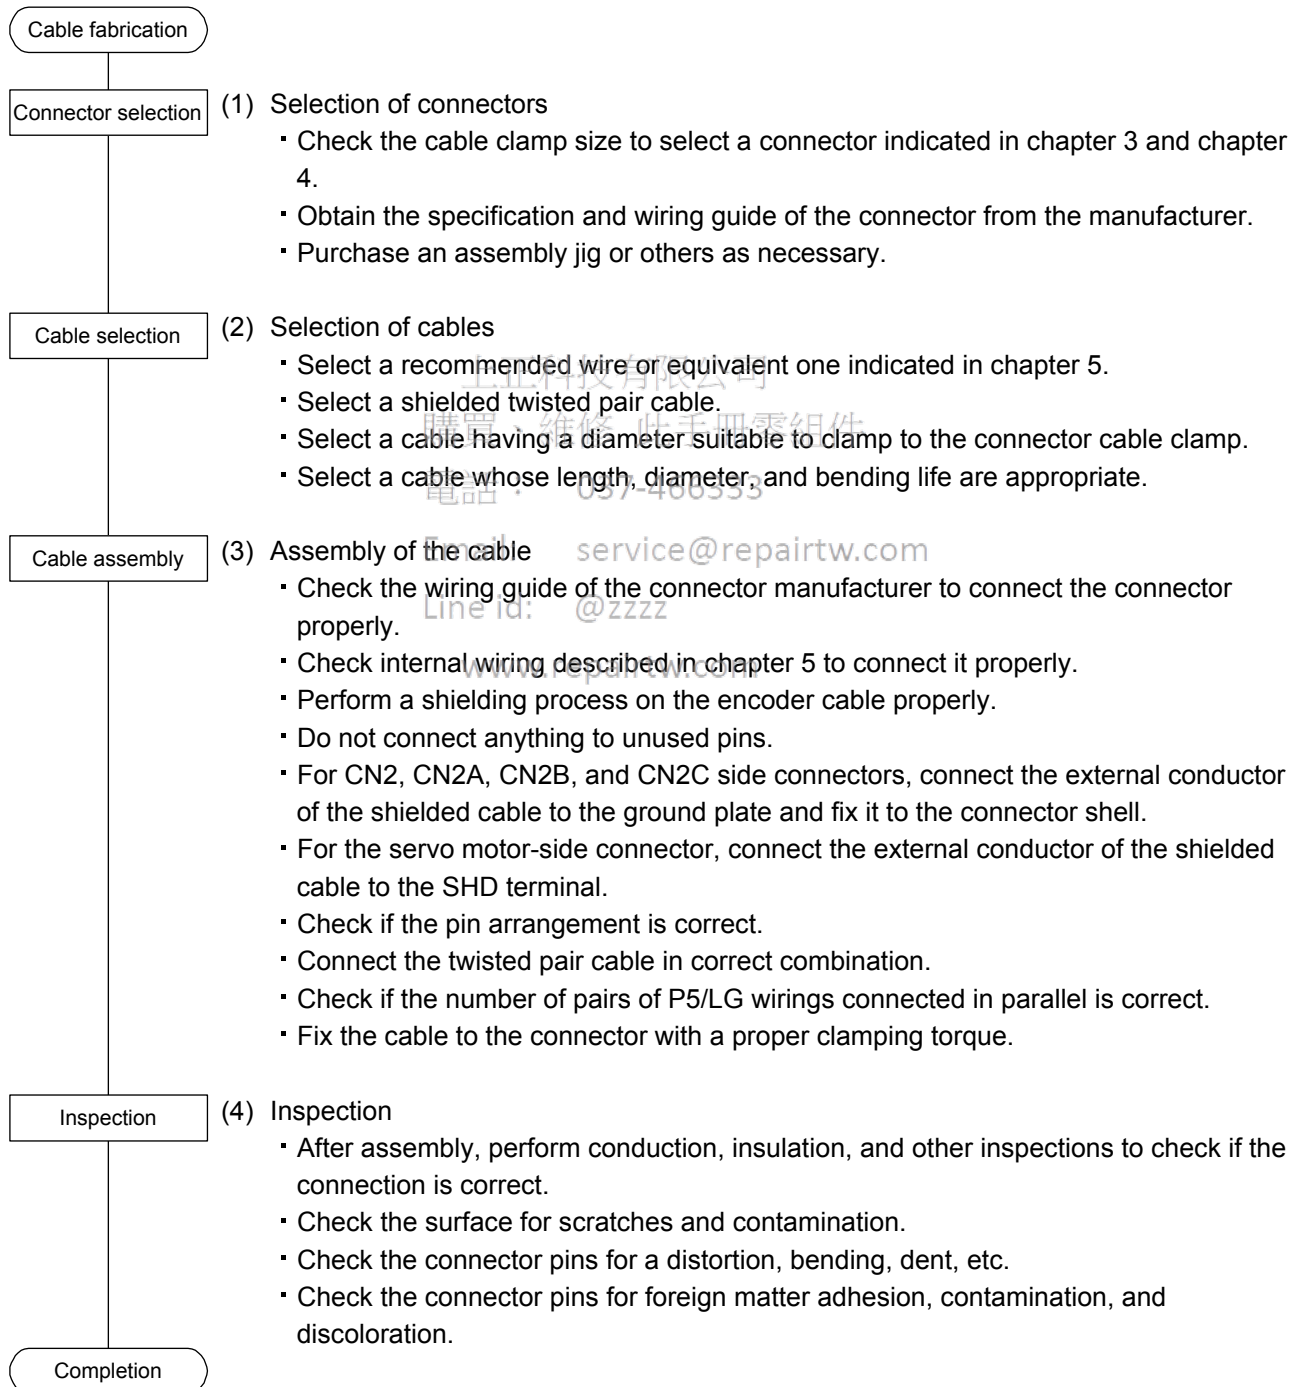 Cable fabrication
Connector selection
(1) Selection of connectors
・Check the cable clamp size to select a connector indicated in chapter 3 and chapter
4.
・Obtain the specification and wiring guide of the connector from the manufacturer.
・Purchase an assembly jig or others as necessary.
Cable selection
(2) Selection of cables
・Select a recommended wire or equivalent one indicated in chapter 5.
上正科技有限公司
・Select a shielded twisted pair cable.
購買、維修 此手冊零組件
・Select a cable having a diameter suitable to clamp to the connector cable clamp.
・Select a cable whose length, diameter, and bending life are appropriate.
電話: 037-466333
Cable assembly
(3) Assembly of the cable
Email: service@repairtw.com
・Check the wiring guide of the connector manufacturer to connect the connector
Line id: @zzzz
properly.
・Check internal wiring described in chapter 5 to connect it properly.
www.repairtw.com
・Perform a shielding process on the encoder cable properly.
・Do not connect anything to unused pins.
・For CN2, CN2A, CN2B, and CN2C side connectors, connect the external conductor
of the shielded cable to the ground plate and fix it to the connector shell.
・For the servo motor-side connector, connect the external conductor of the shielded
cable to the SHD terminal.
・Check if the pin arrangement is correct.
・Connect the twisted pair cable in correct combination.
・Check if the number of pairs of P5/LG wirings connected in parallel is correct.
・Fix the cable to the connector with a proper clamping torque.
Inspection
(4) Inspection
・After assembly, perform conduction, insulation, and other inspections to check if the
connection is correct.
・Check the surface for scratches and contamination.
・Check the connector pins for a distortion, bending, dent, etc.
・Check the connector pins for foreign matter adhesion, contamination, and
discoloration.
Completion